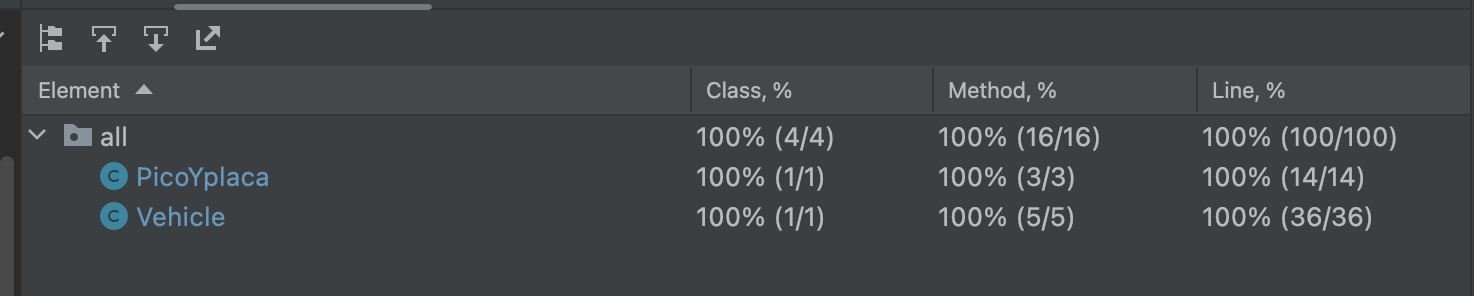 Element Class, % Method, % Line, %
all 100% (4/4) 100% (16/16) 100% (100/100)
C PicoYplaca 100% (1/1) 100% (3/3) 100% (14/14)
C Vehicle 100% (1/1) 100% (5/5) 100% (36/36)